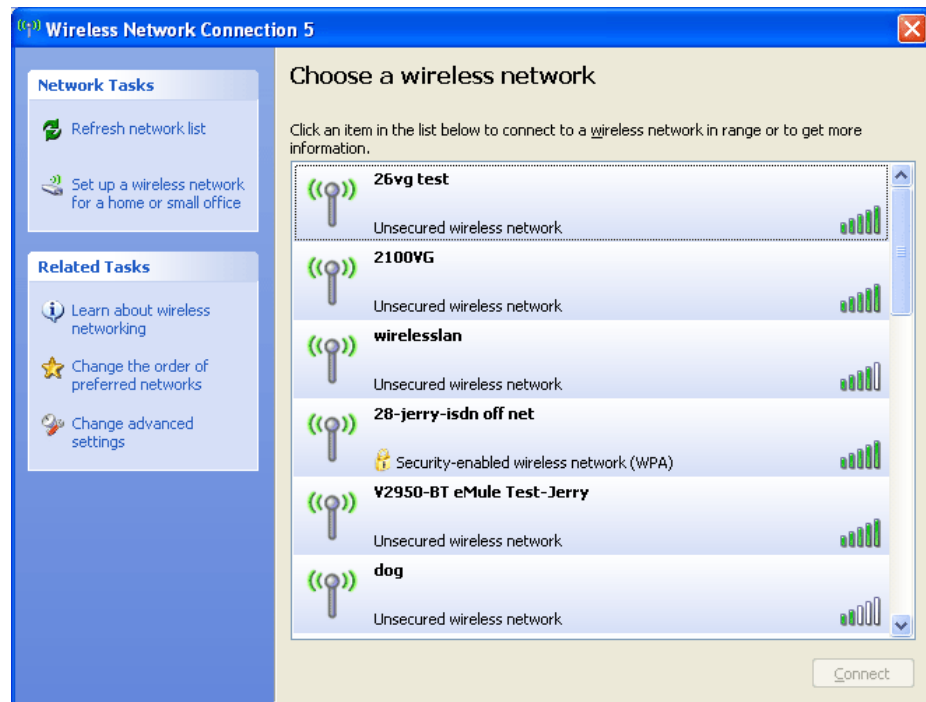 Wireless Network Connection 5
Network Tasks
Refresh network list
Set up a wireless network
for a home or small office
Related Tasks
Learn about wireless
networking
Change the order of
preferred networks
Change advanced
settings
Choose a wireless network
Click an item in the list below to connect to a wireless network in range or to get more
information.
26vg test
Unsecured wireless network
2100VG
Unsecured wireless network
wirelesslan
Unsecured wireless network
28-jerry-isdn off net
Security-enabled wireless network (WPA)
V2950-BT eMule Test-Jerry
Unsecured wireless network
dog
Unsecured wireless network
Connect